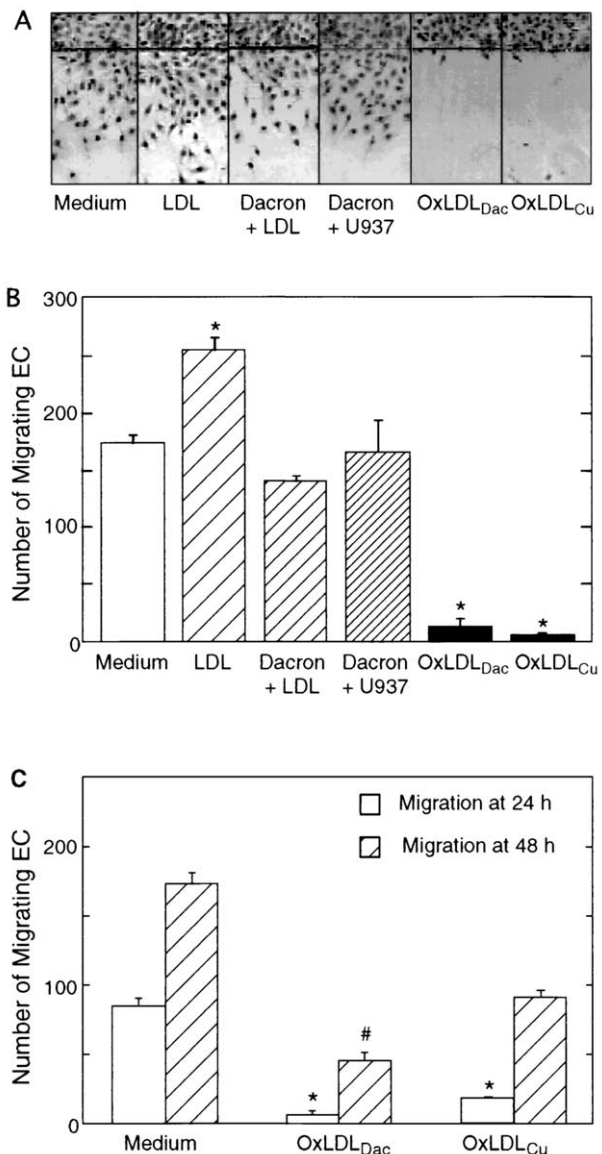 A
Medium LDL Dacron + LDL Dacron + U937 OxLDLDac OxLDLCu
B
Number of Migrating EC
300
200
100
0
*
*
*
Medium LDL Dacron + LDL Dacron + U937 OxLDLDac OxLDLCu
C
Number of Migrating EC
200
100
0
Migration at 24 h
Migration at 48 h
*
#
*
Medium OxLDLDac OxLDLCu